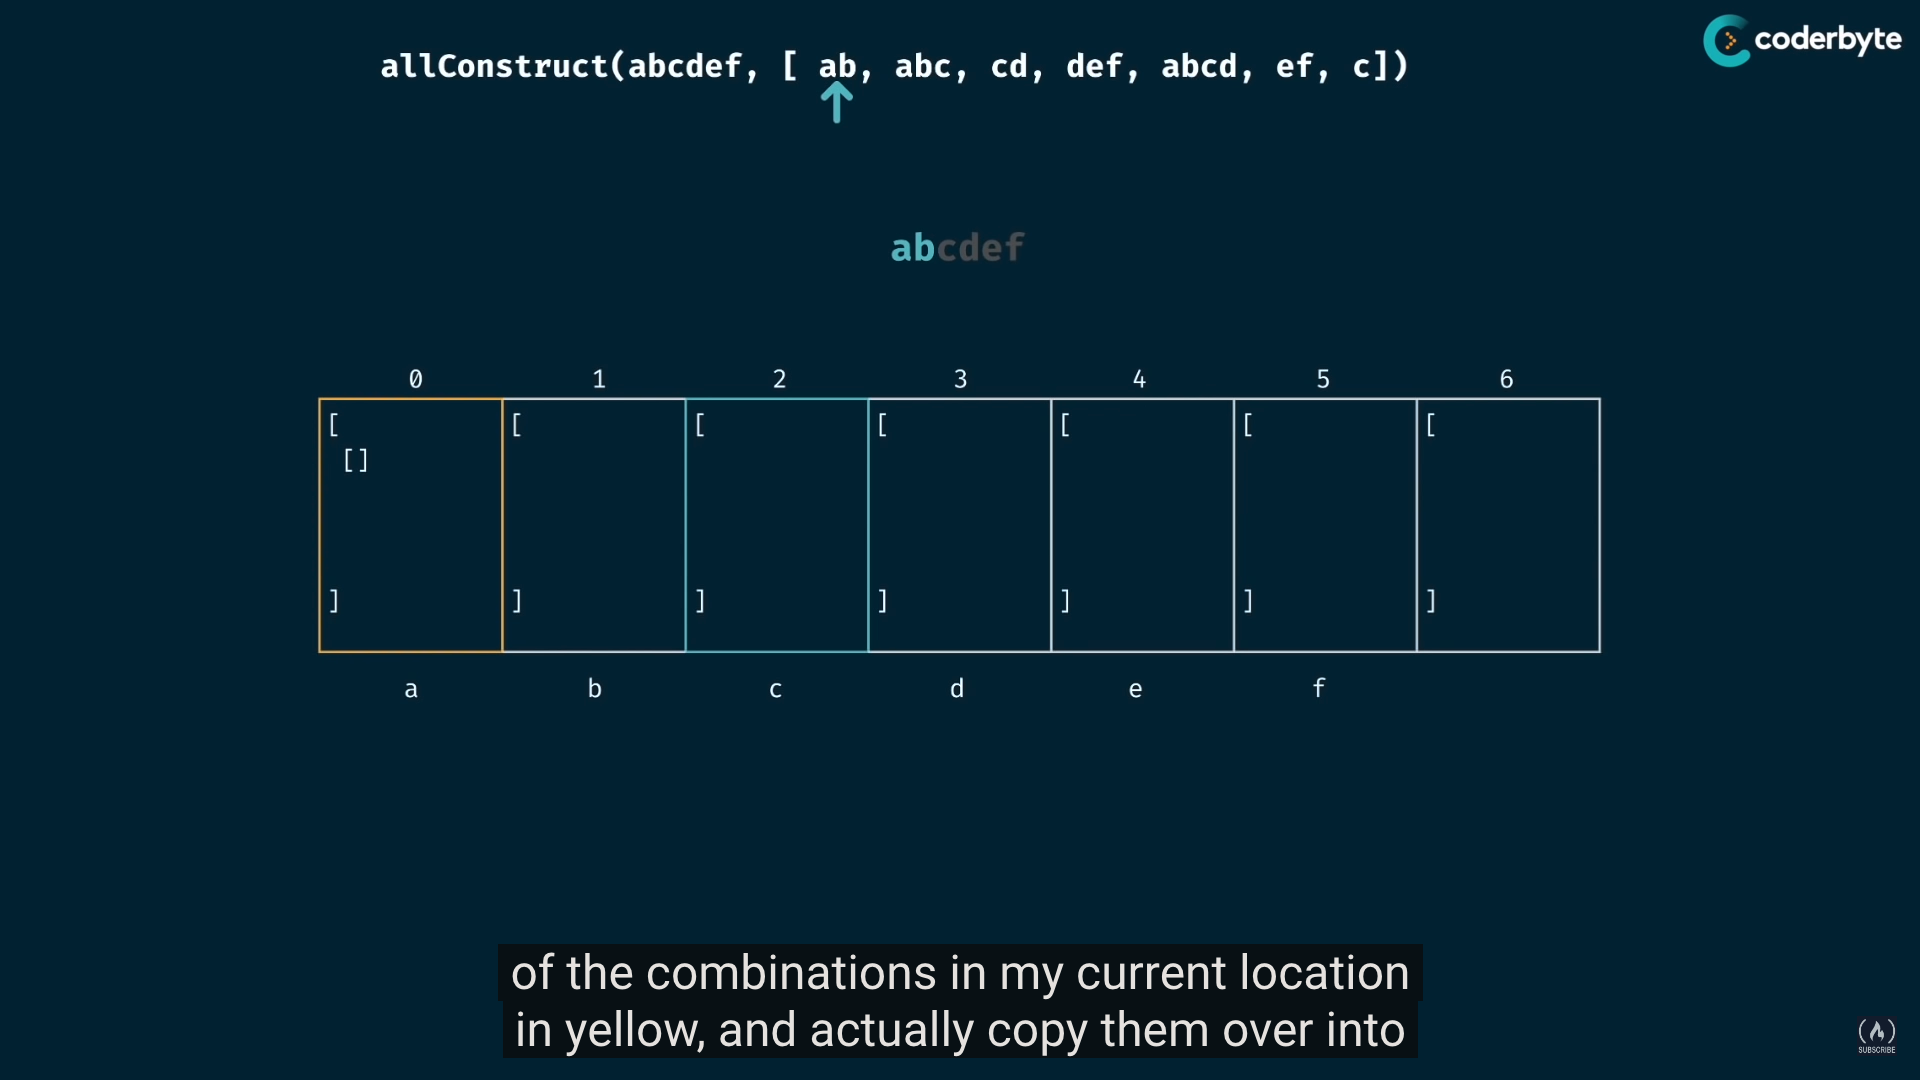 coderbyte
allConstruct(abcdef, [ ab, abc, cd, def, abcd, ef, c])
abcdef
0 1 2 3 4 5 6
[ [ [ [ [ [ [
[]
] ] ] ] ] ] ]
a b c d e f
of the combinations in my current location
in yellow, and actually copy them over into
SUBSCRIBE